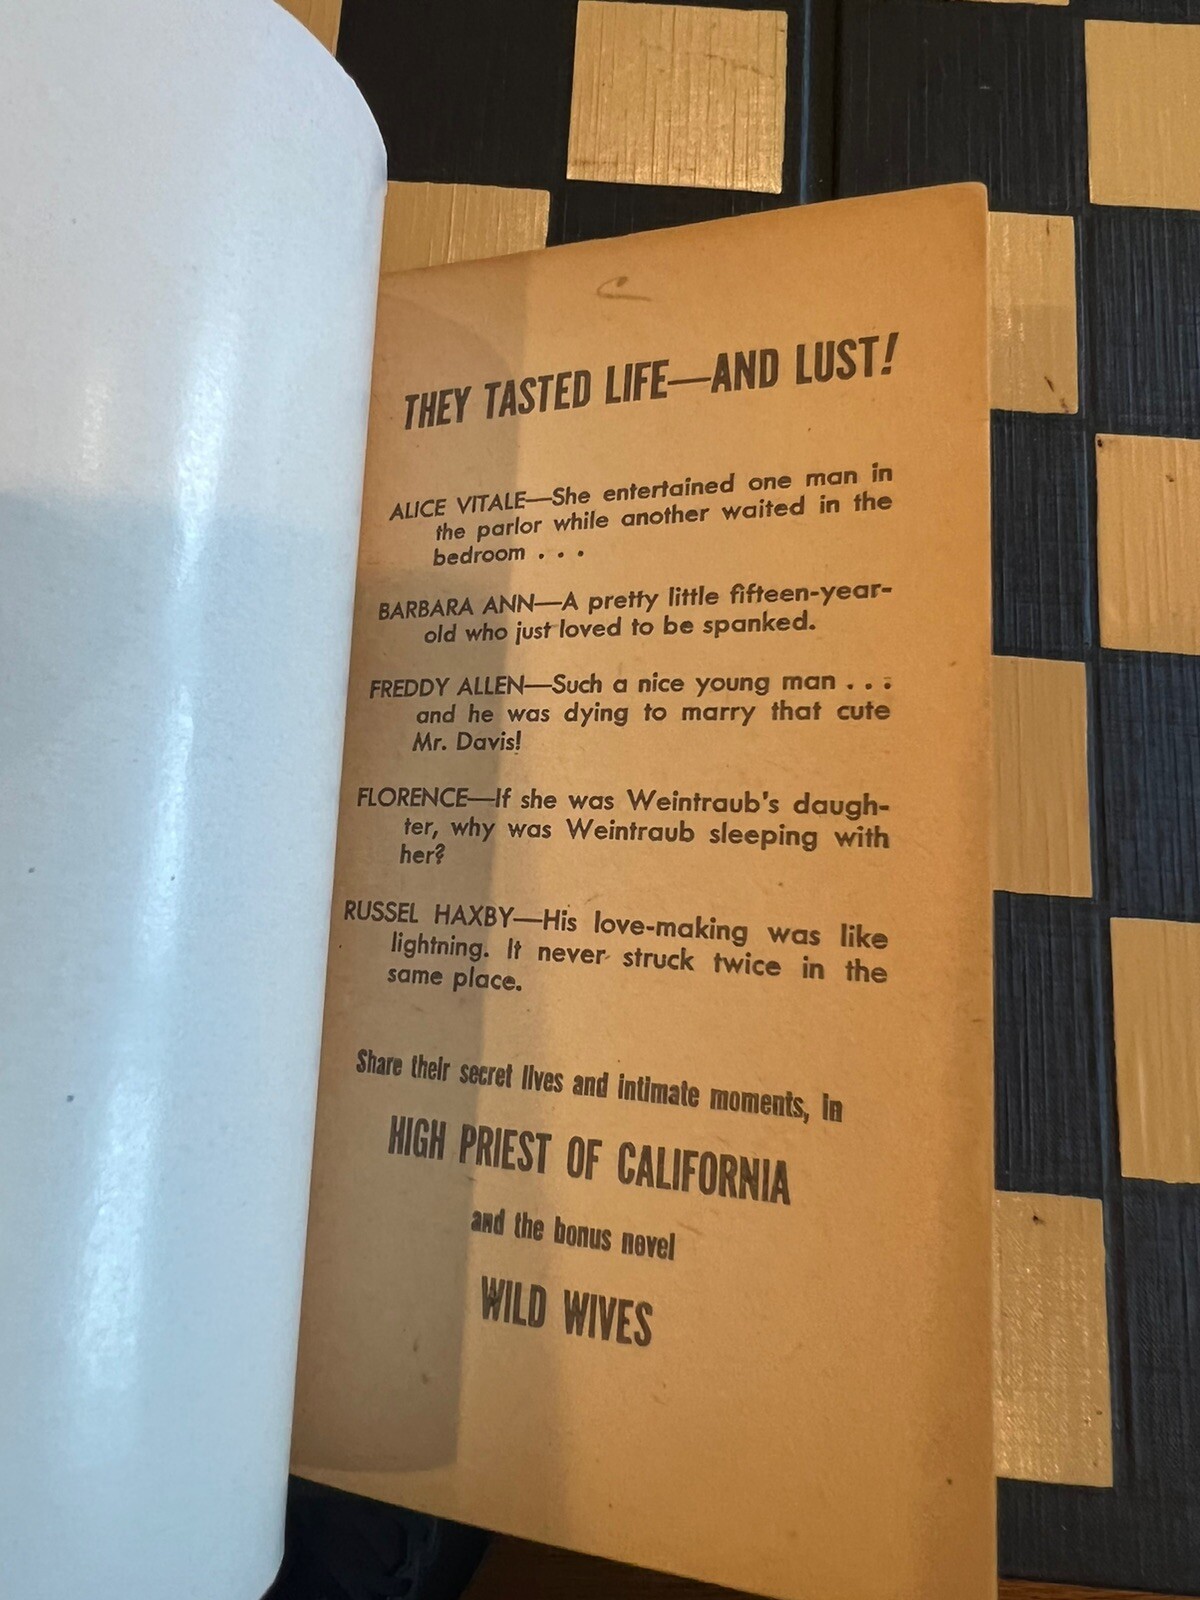 THEY TASTED LIFE—AND LUST!
ALICE VITALE—She entertained one man in
the parlor while another waited in the
bedroom . . .
BARBARA ANN—A pretty little fifteen-year-
old who just loved to be spanked.
FREDDY ALLEN—Such a nice young man . . .
and he was dying to marry that cute
Mr. Davis!
FLORENCE—If she was Weintraub's daugh-
ter, why was Weintraub sleeping with
her?
RUSSEL HAXBY—His love-making was like
lightning. It never struck twice in the
same place.
Share their secret lives and intimate moments, in
HIGH PRIEST OF CALIFORNIA
and the bonus novel
WILD WIVES